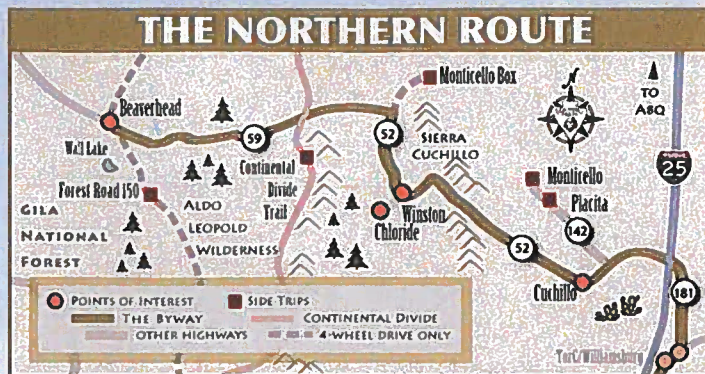 THE NORTHERN ROUTE
Monticello Box
Beaverhead
TO
ABQ
59
52
SIERRA
CUCHILLO
Wall Lake
Continental
Divide
Trail
Monticello
Placita
25
Forest Road 150
ALDO
LEOPOLD
WILDERNESS
GILA
NATIONAL
FOREST
Winston
Chloride
142
52
Cuchillo
181
POINTS OF INTEREST
SIDE TRIPS
THE BYWAY
CONTINENTAL DIVIDE
OTHER HIGHWAYS
4-WHEEL DRIVE ONLY
TorC/Williamsburg